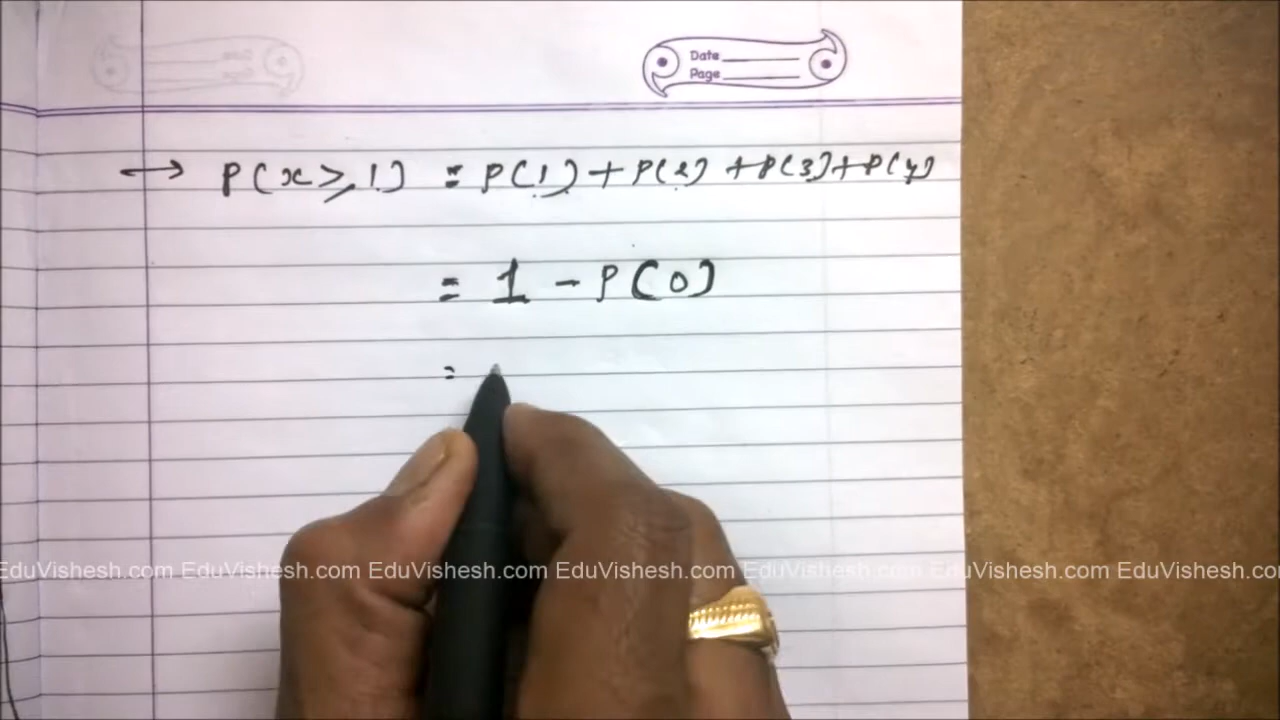 Date
Page
→ P(x ≥ 1) = P(1) + P(2) + P(3) + P(4)
= 1 - P(0)
=
EduVishesh.com EduVishesh.com EduVishesh.com EduVishesh.com EduVishesh.com EduVishesh.com EduVishesh.com